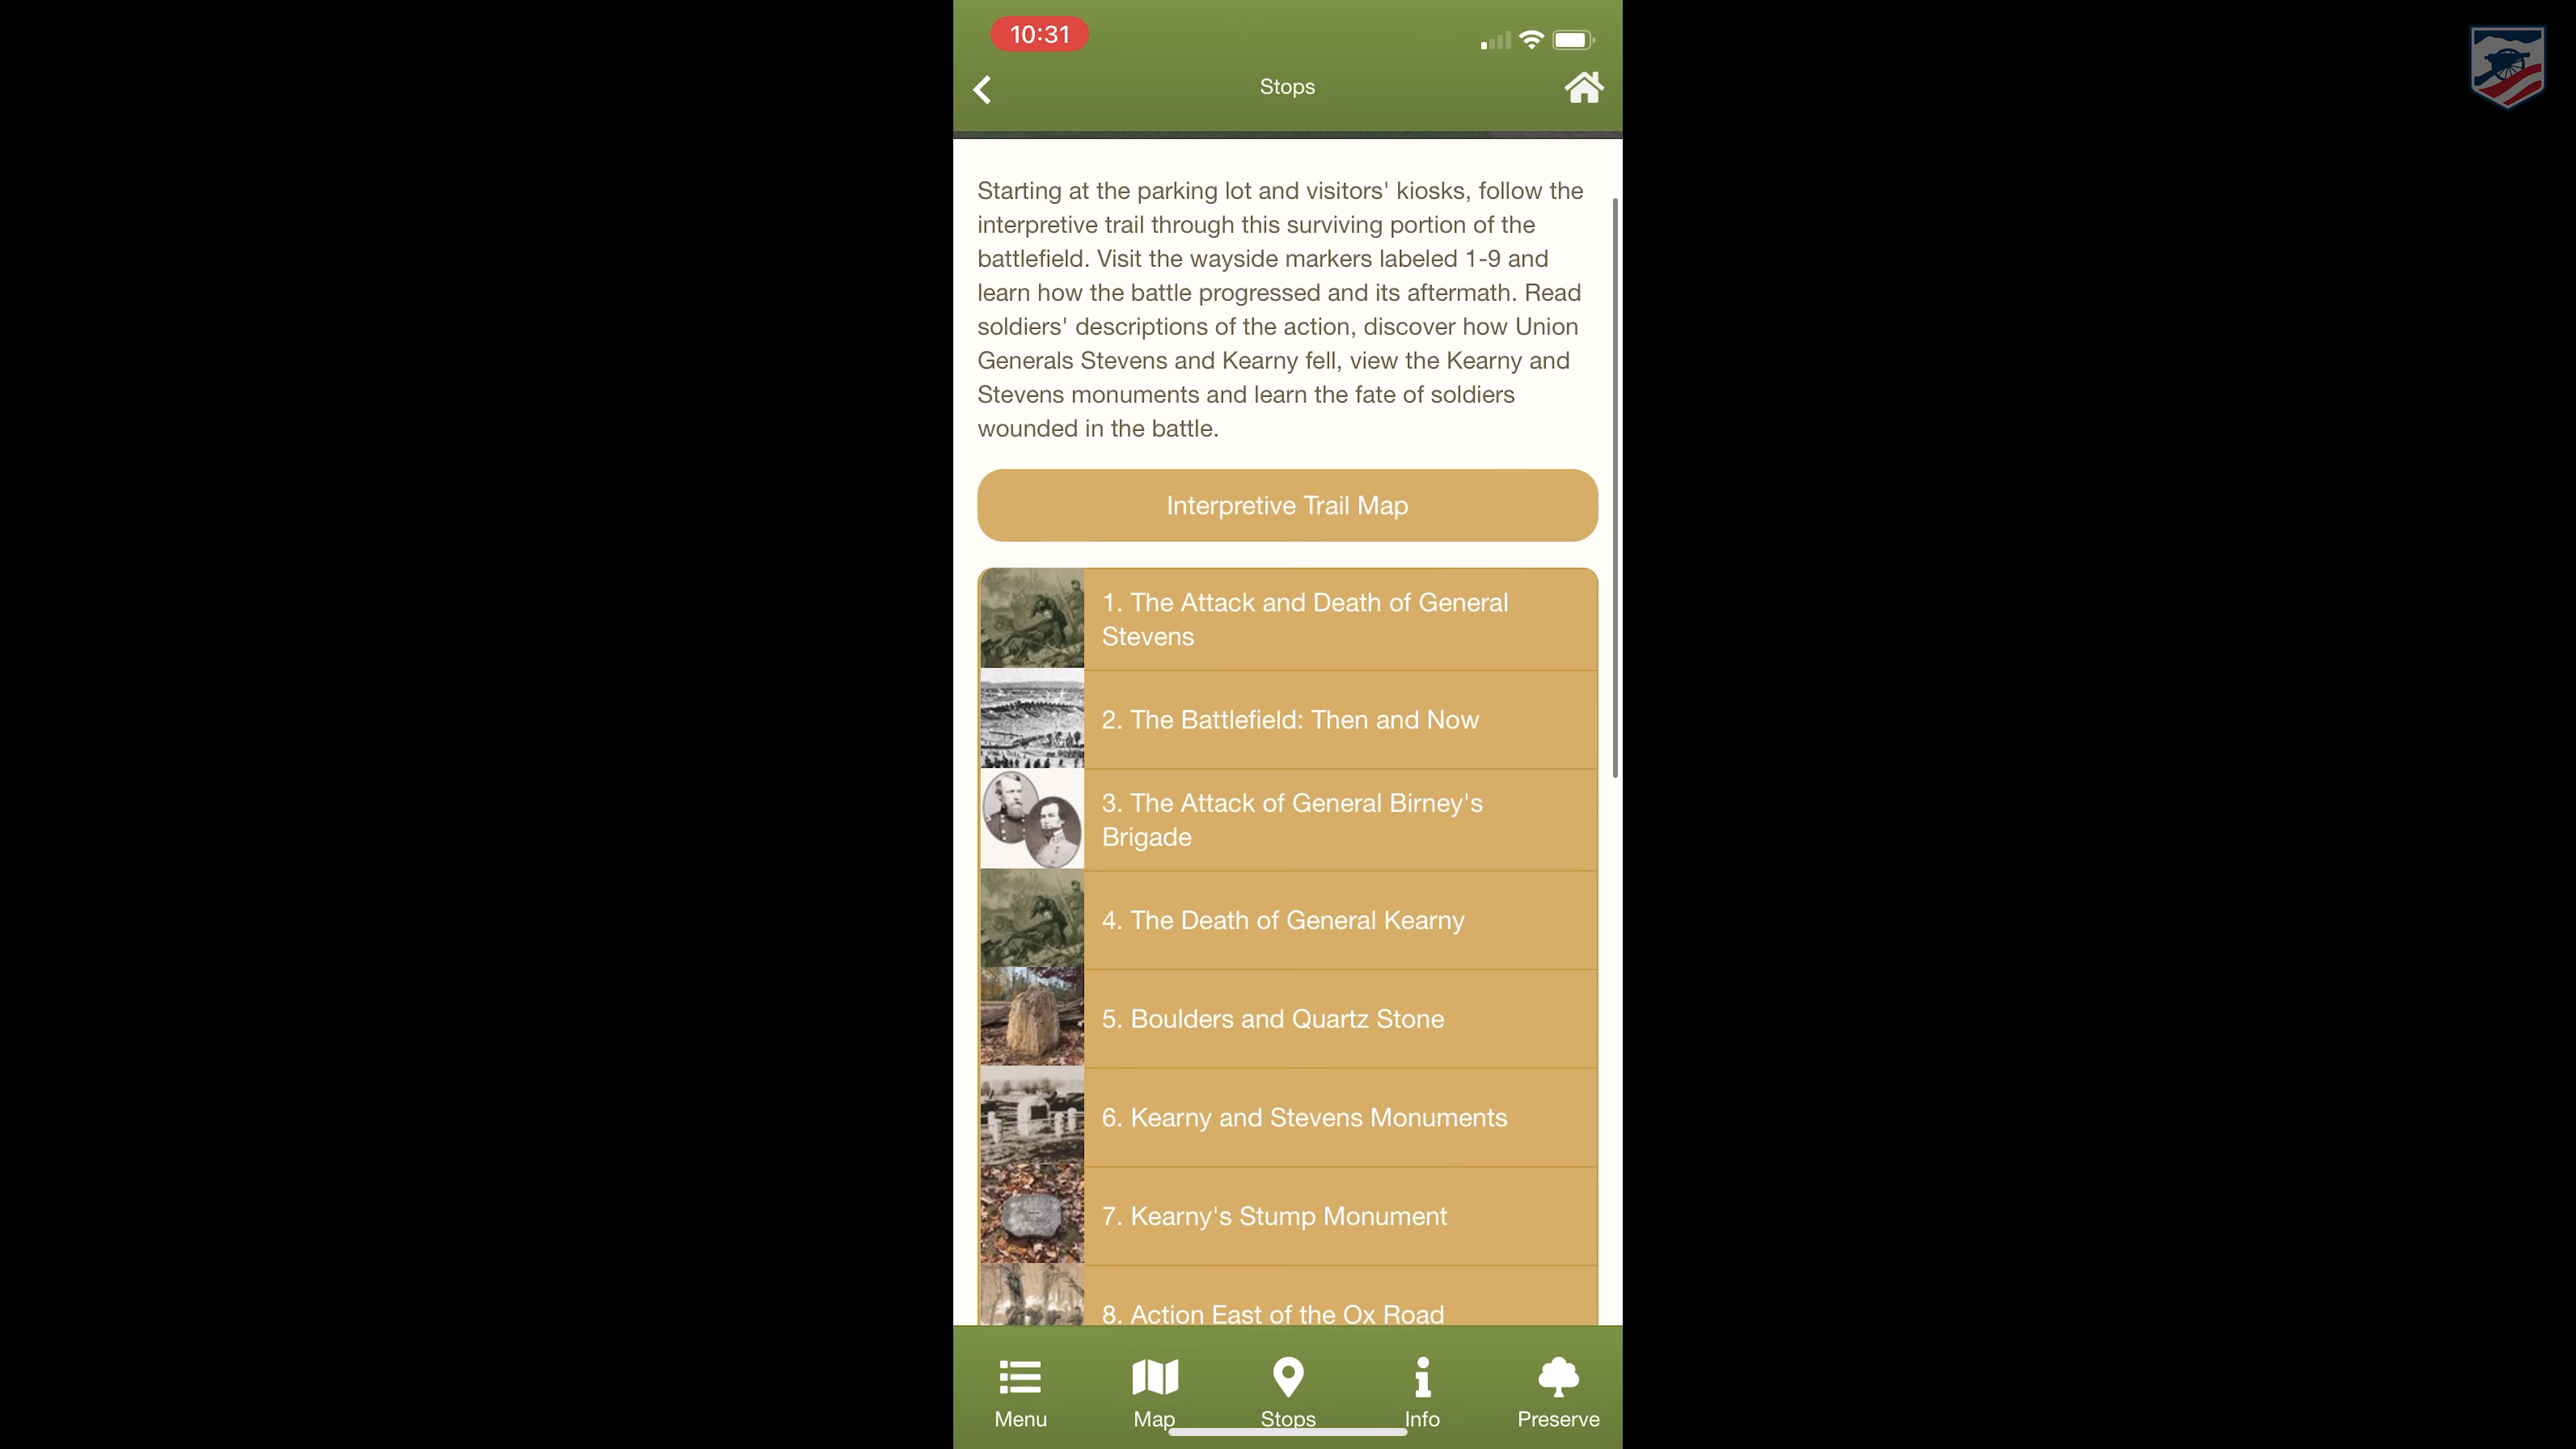 10:31
Stops
Starting at the parking lot and visitors' kiosks, follow the
interpretive trail through this surviving portion of the
battlefield. Visit the wayside markers labeled 1-9 and
learn how the battle progressed and its aftermath. Read
soldiers' descriptions of the action, discover how Union
Generals Stevens and Kearny fell, view the Kearny and
Stevens monuments and learn the fate of soldiers
wounded in the battle.
Interpretive Trail Map
1. The Attack and Death of General
Stevens
2. The Battlefield: Then and Now
3. The Attack of General Birney's
Brigade
4. The Death of General Kearny
5. Boulders and Quartz Stone
6. Kearny and Stevens Monuments
7. Kearny's Stump Monument
8. Action East of the Ox Road
Menu
Map
Stops
Info
Preserve